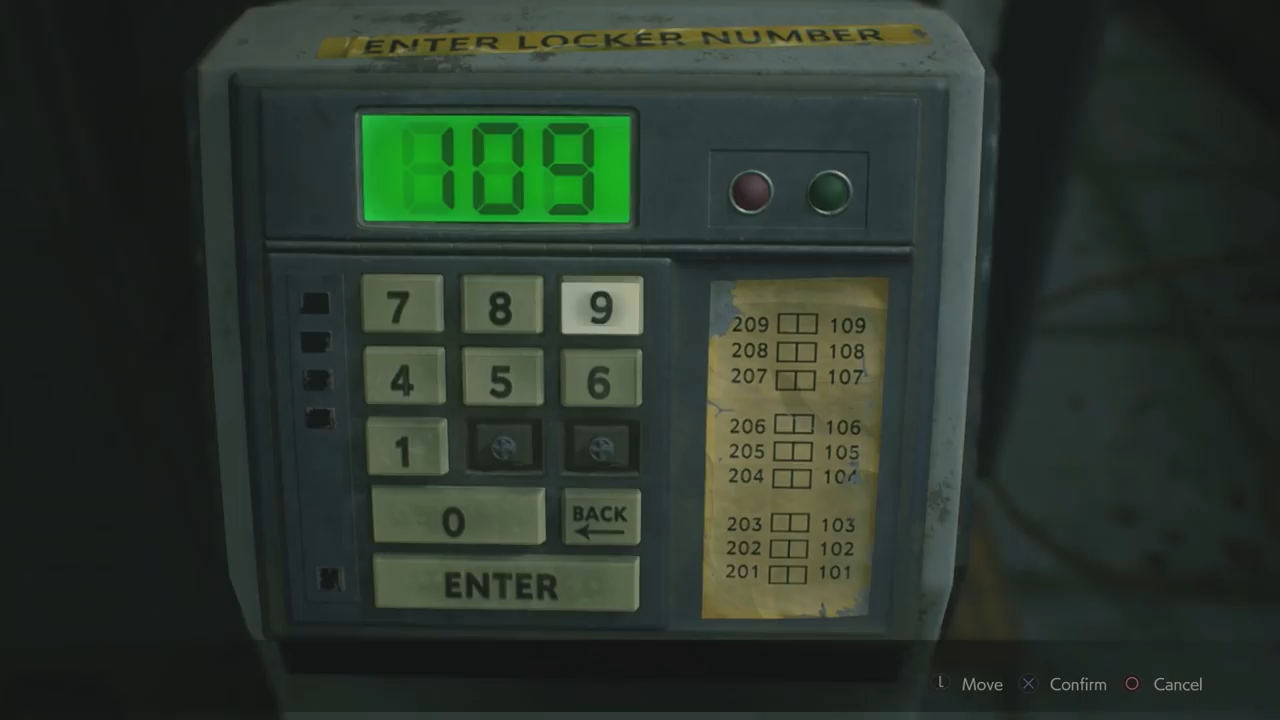 ENTER LOCKER NUMBER
109
7 8 9
4 5 6
1
0 BACK
ENTER
209 109
208 108
207 107
206 106
205 105
204 104
203 103
202 102
201 101
L Move Confirm Cancel